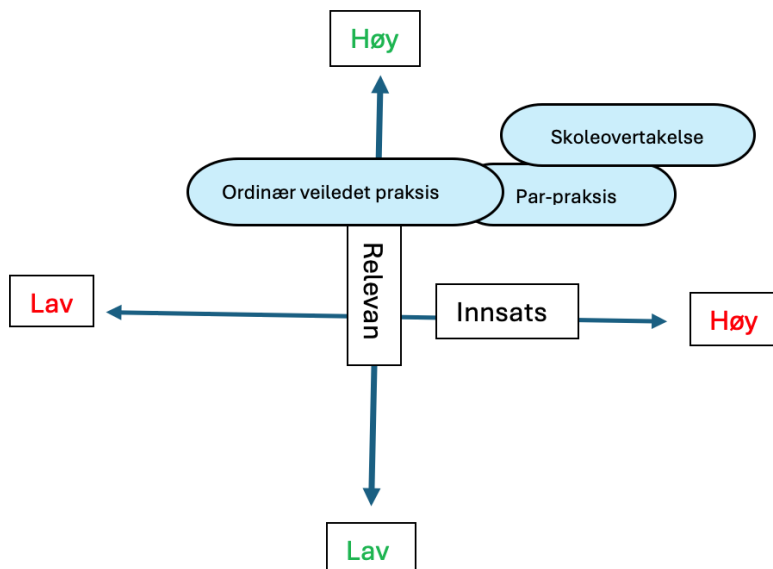 Høy
Skoleovertakelse
Ordinær veiledet praksis
Par-praksis
Relevan
Lav
Innsats
Høy
Lav